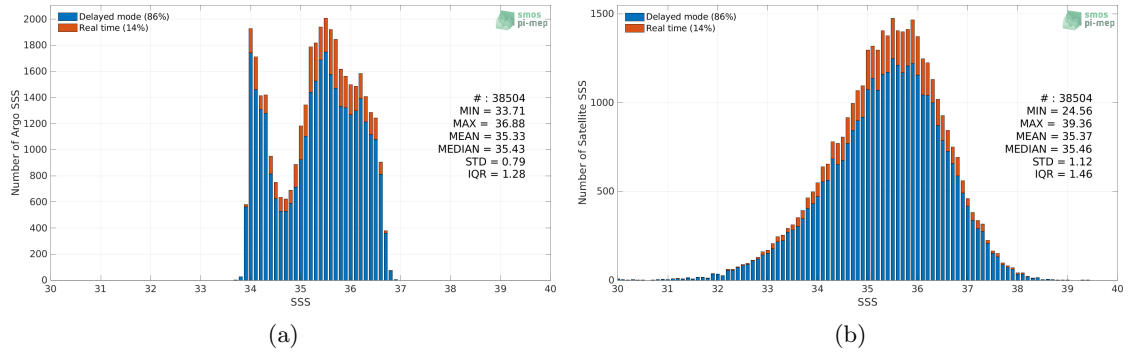 Delayed mode (86%)
Real time (14%)
smos
pi-mep
2000
1800
1600
1400
1200
1000
800
600
400
200
0
Number of Argo SSS
# : 38504
MIN = 33.71
MAX = 36.88
MEAN = 35.33
MEDIAN = 35.43
STD = 0.79
IQR = 1.28
30 31 32 33 34 35 36 37 38 39 40
SSS
(a)
Delayed mode (86%)
Real time (14%)
smos
pi-mep
1500
1000
500
0
Number of Satellite SSS
# : 38504
MIN = 24.56
MAX = 39.36
MEAN = 35.37
MEDIAN = 35.46
STD = 1.12
IQR = 1.46
30 31 32 33 34 35 36 37 38 39 40
SSS
(b)